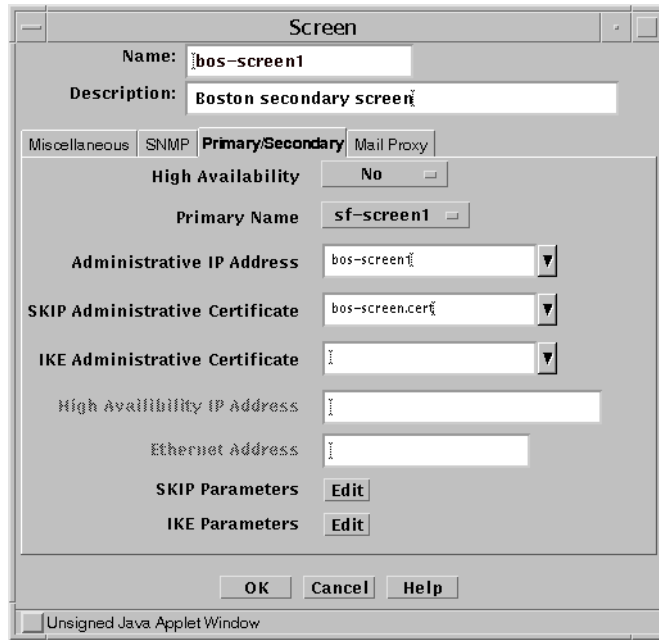 Screen
Name: bos-screen1
Description: Boston secondary screen
Miscellaneous SNMP Primary/Secondary Mail Proxy
High Availability No
Primary Name sf-screen1
Administrative IP Address bos-screen1
SKIP Administrative Certificate bos-screen.cert
IKE Administrative Certificate
High Availibility IP Address
Ethernet Address
SKIP Parameters Edit
IKE Parameters Edit
OK Cancel Help
Unsigned Java Applet Window